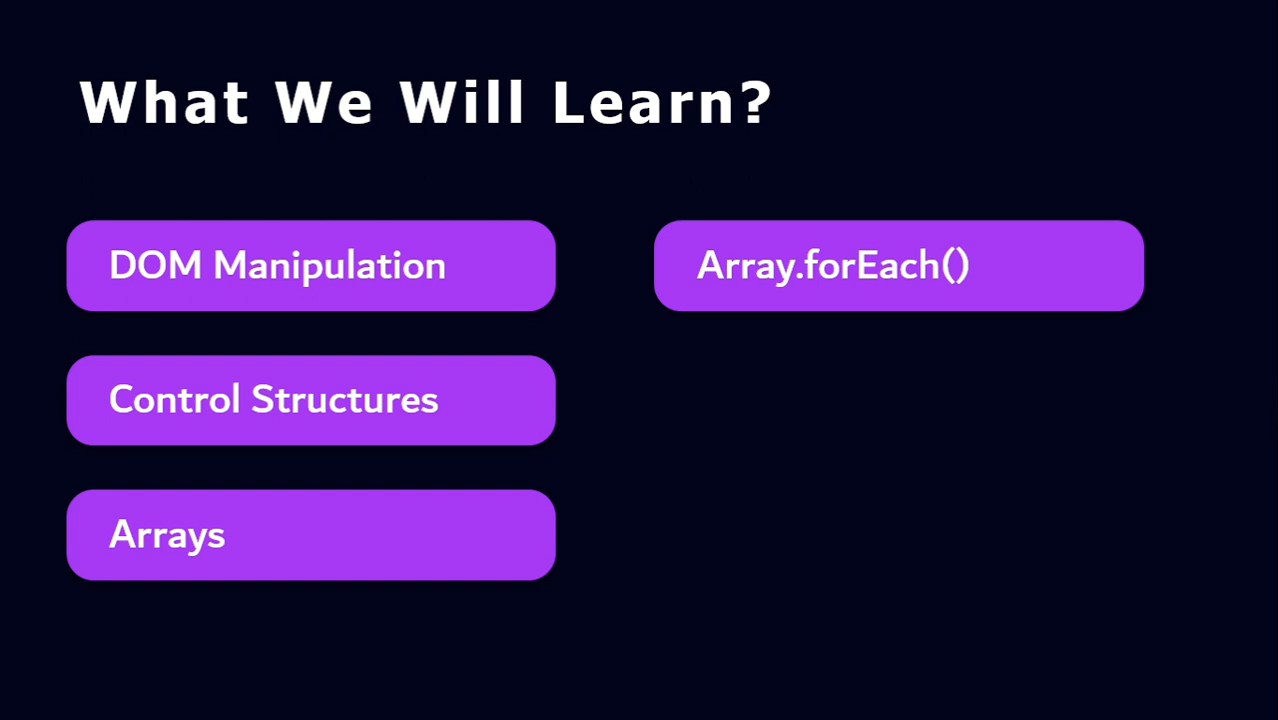 What We Will Learn?
DOM Manipulation
Control Structures
Arrays
Array.forEach()